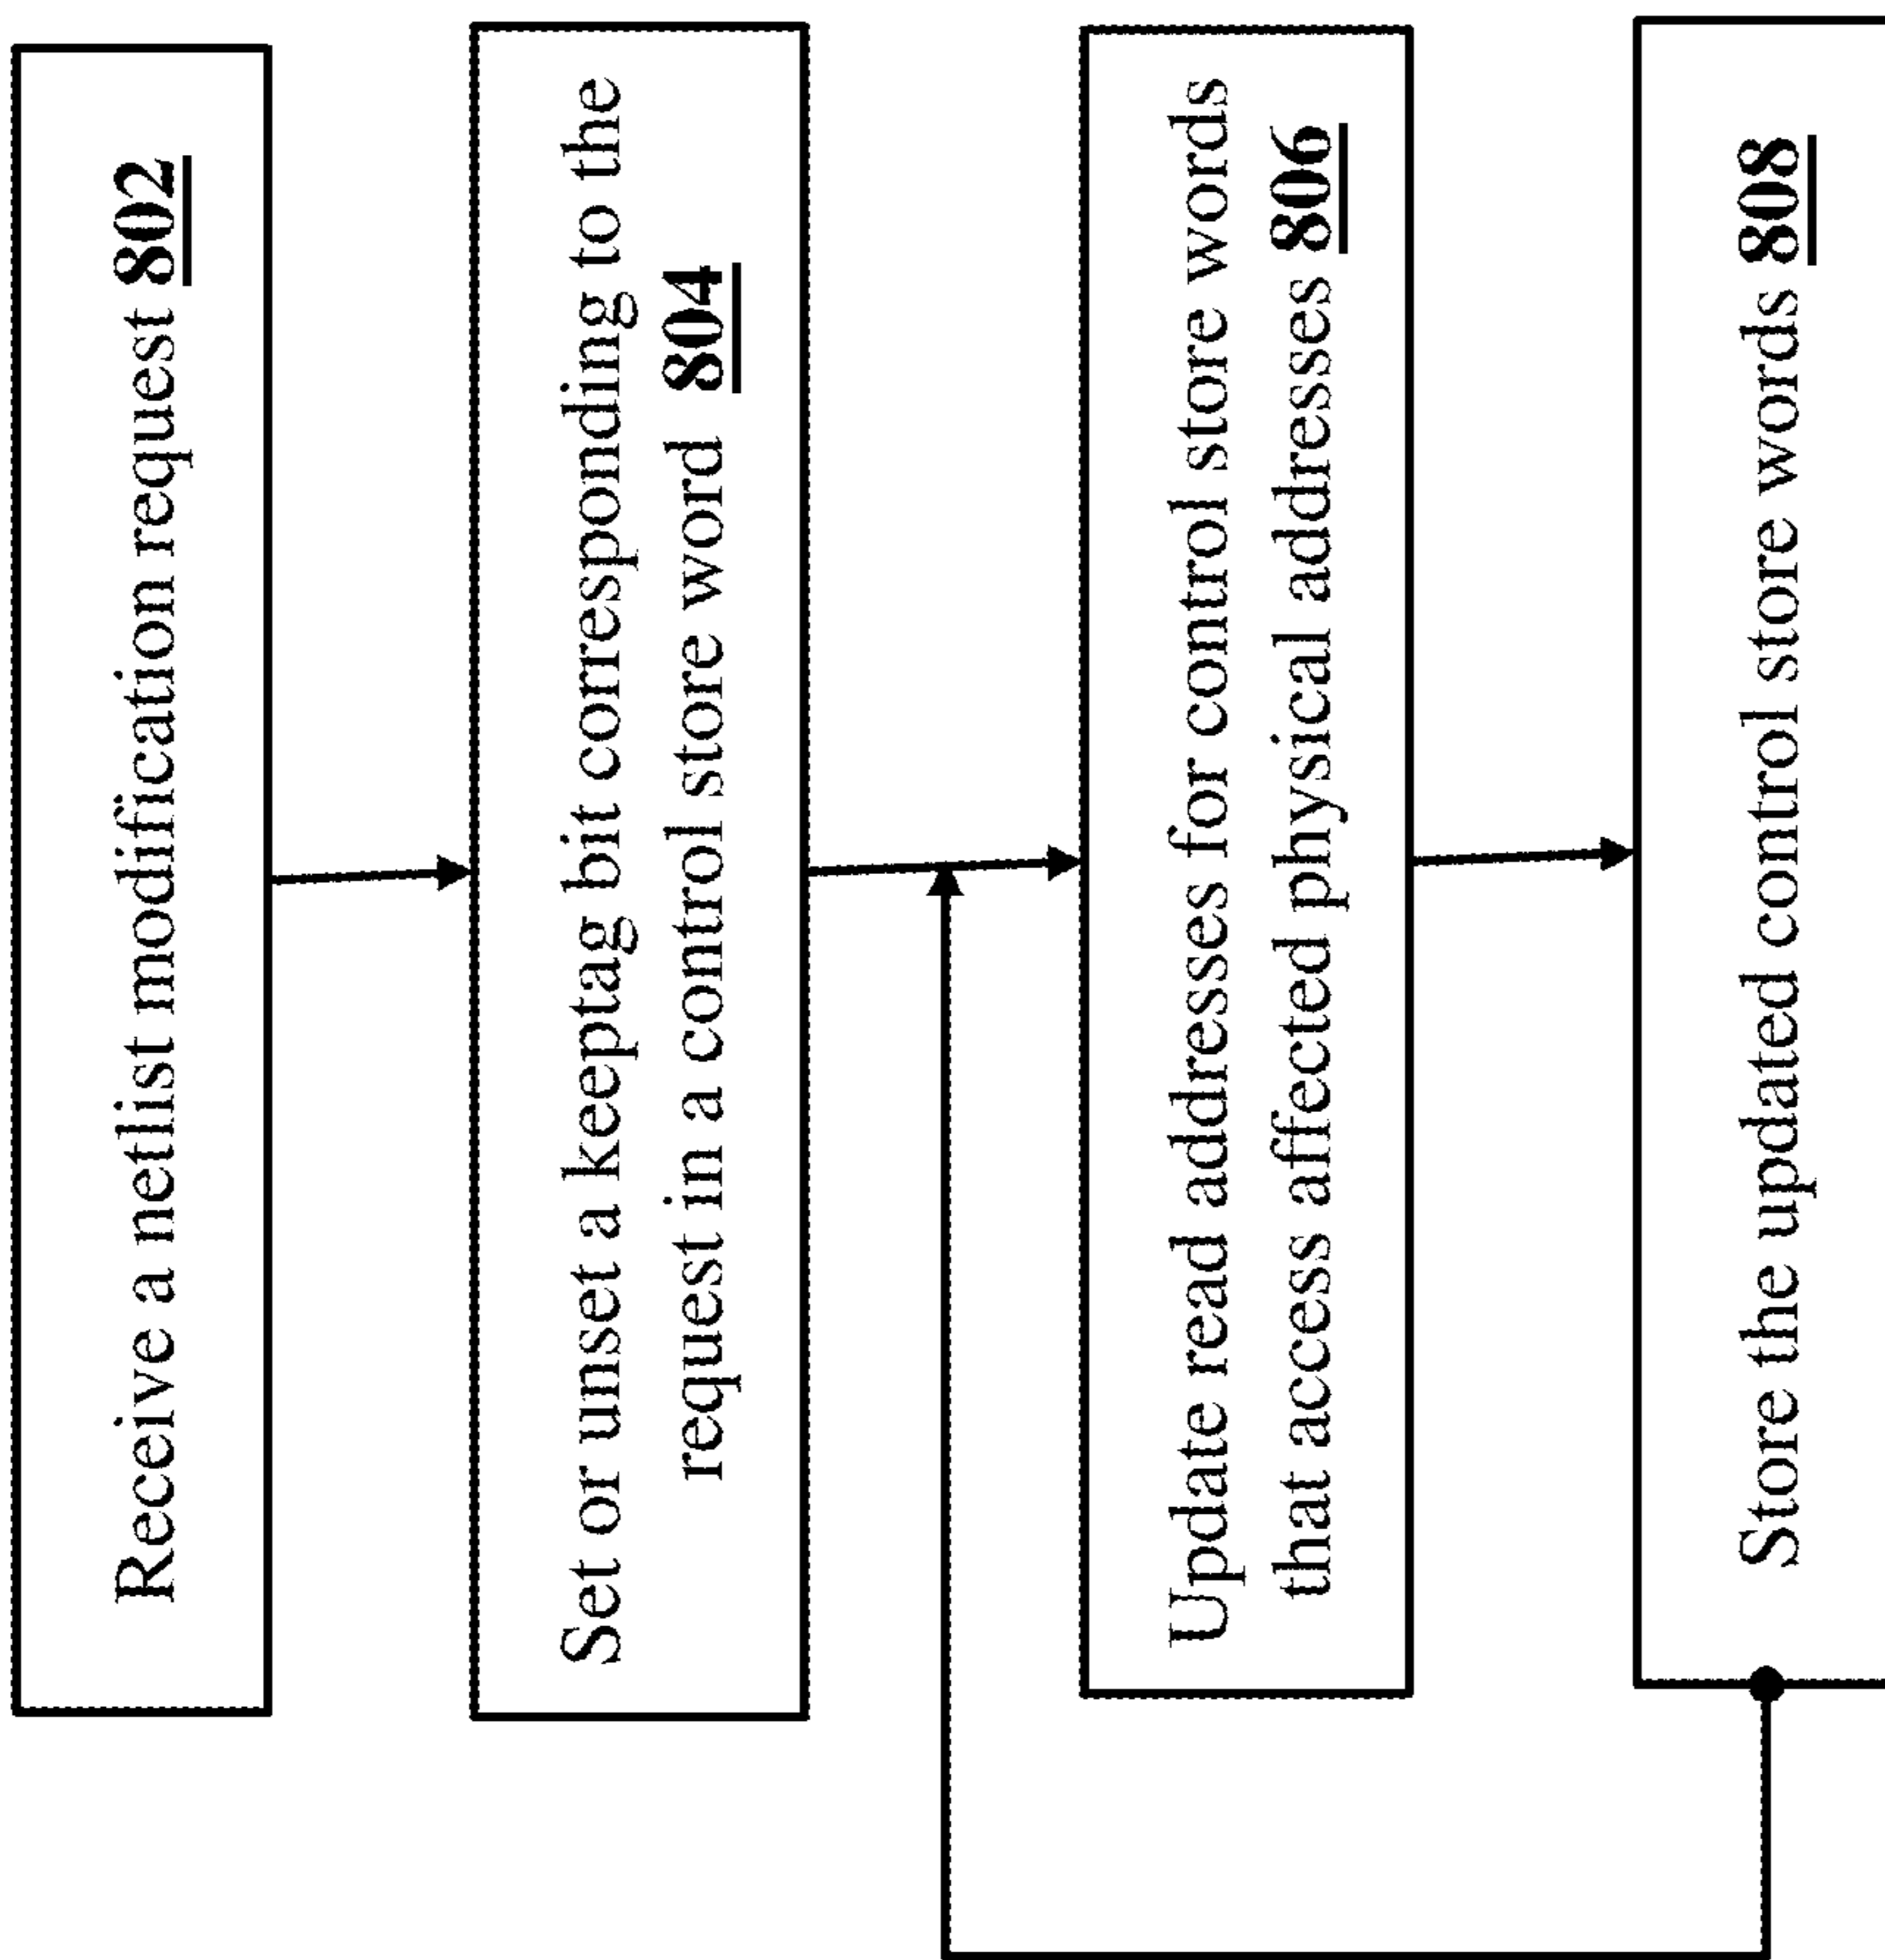 Receive a netlist modification request 802
Set or unset a keeptag bit corresponding to the
request in a control store word 804
Update read addresses for control store words
that access affected physical addresses 806
Store the updated control store words 808